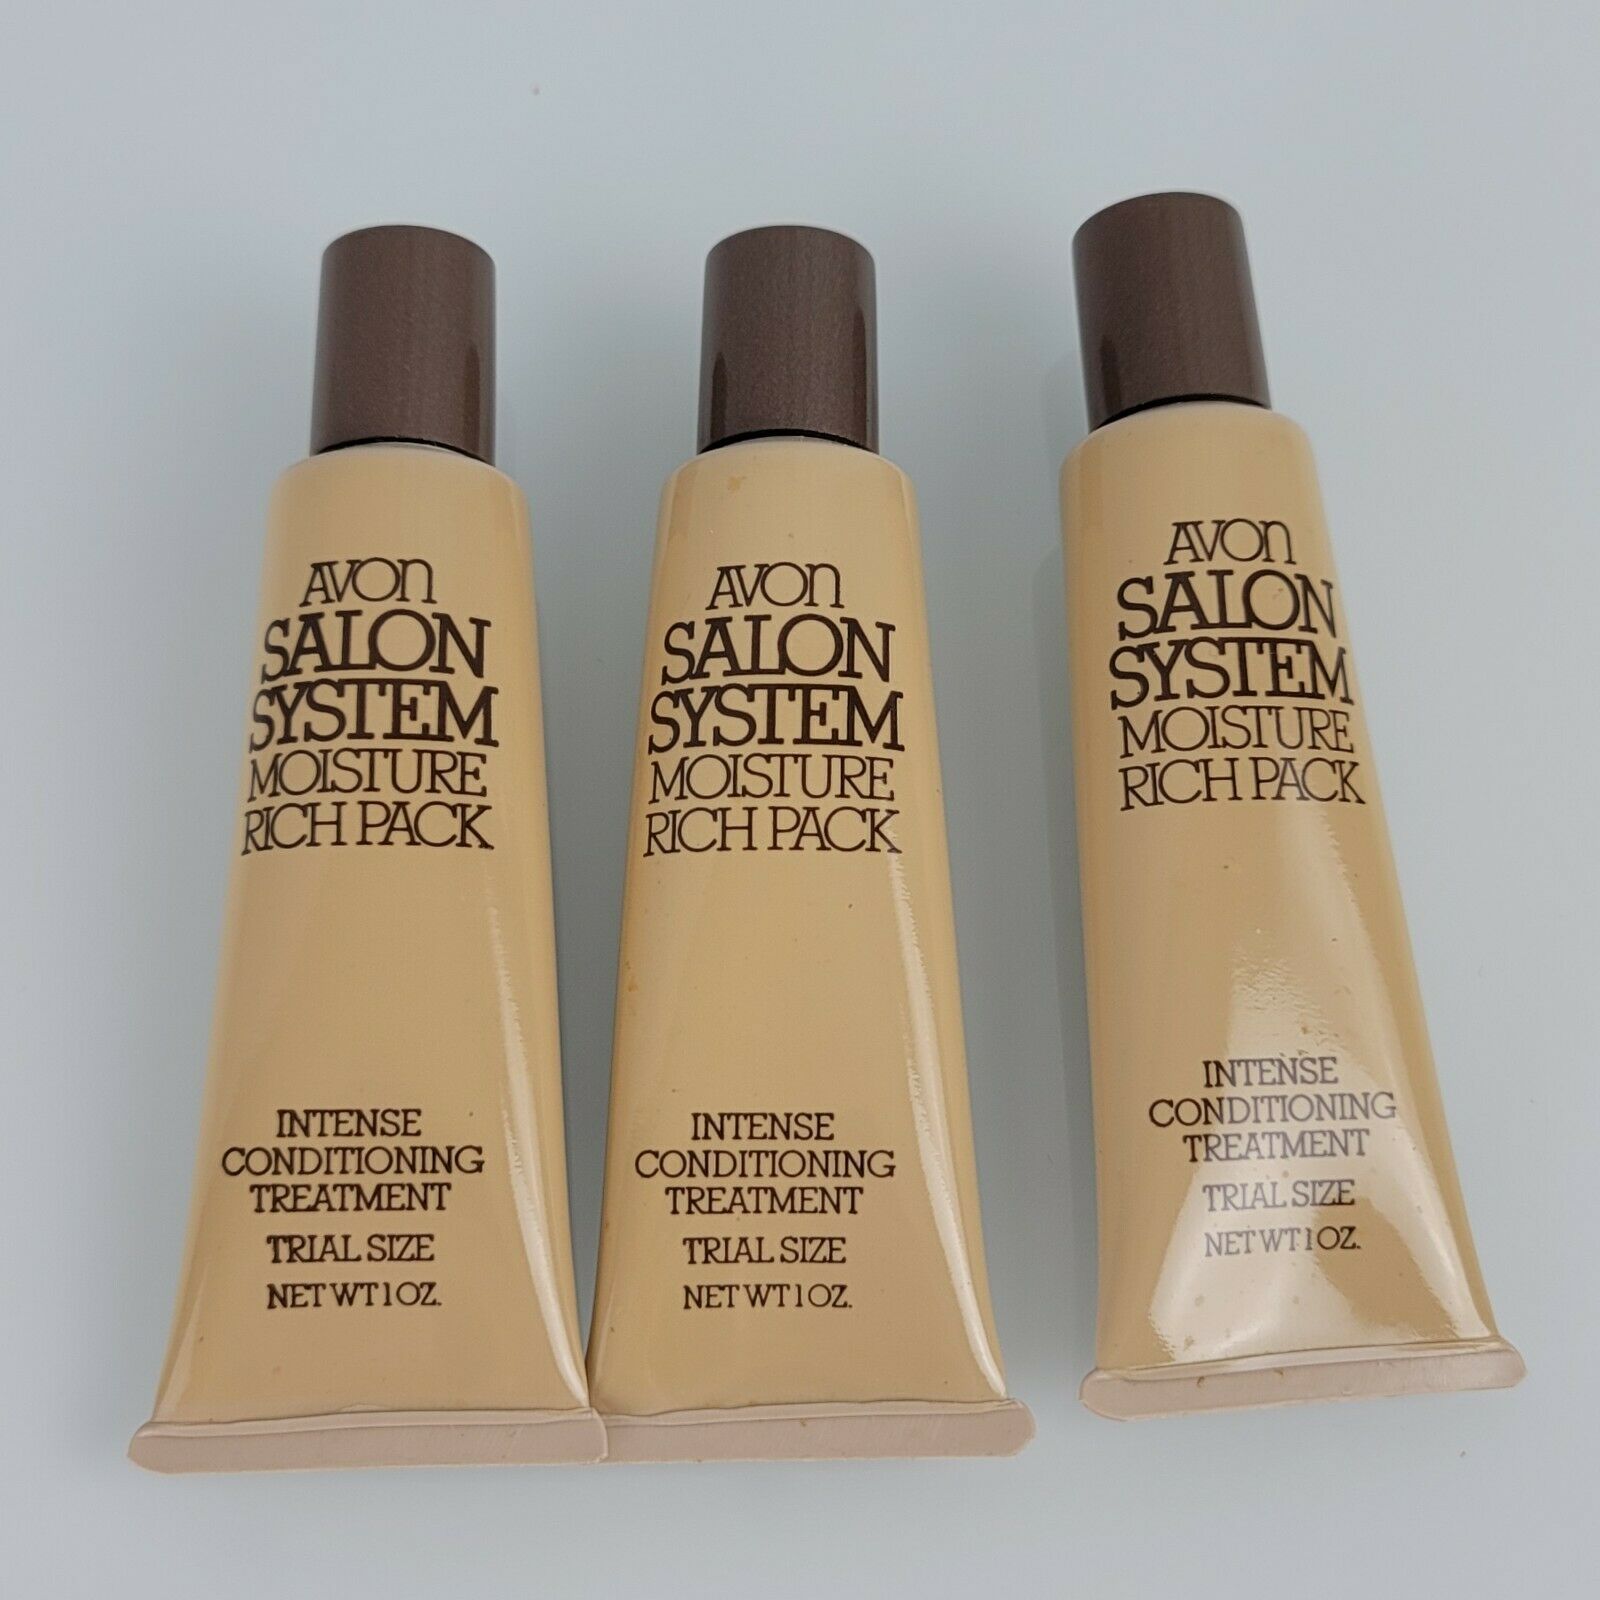 AVON
SALON
SYSTEM
MOISTURE
RICH PACK
INTENSE
CONDITIONING
TREATMENT
TRIAL SIZE
NET WT 1 OZ.
AVON
SALON
SYSTEM
MOISTURE
RICH PACK
INTENSE
CONDITIONING
TREATMENT
TRIAL SIZE
NET WT 1 OZ.
AVON
SALON
SYSTEM
MOISTURE
RICH PACK
INTENSE
CONDITIONING
TREATMENT
TRIAL SIZE
NET WT 1 OZ.